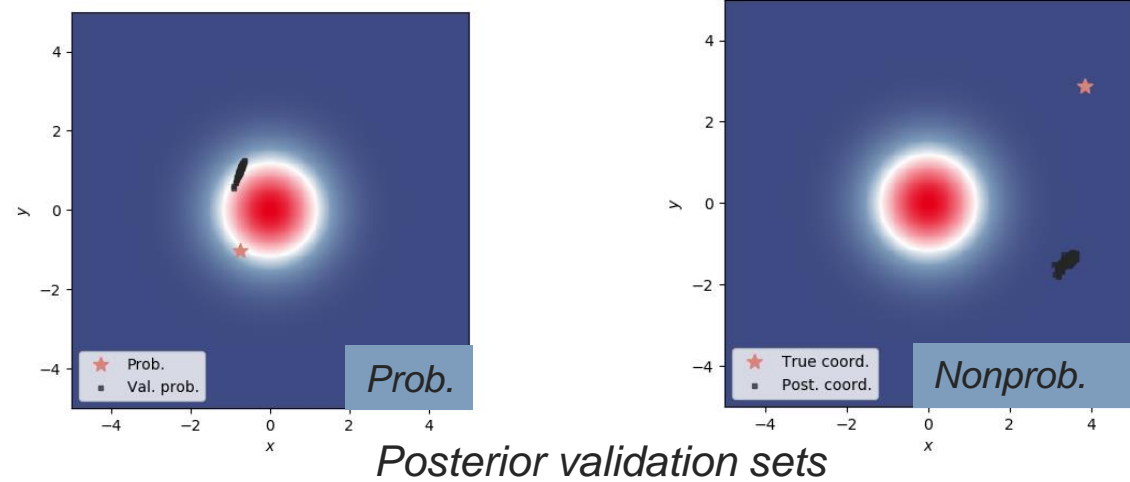 4
2
0
−2
−4
y
Prob.
Val. prob.
Prob.
−4 −2 0 2 4
x
4
2
0
−2
−4
y
True coord.
Post. coord.
Nonprob.
−4 −2 0 2 4
x
Posterior validation sets